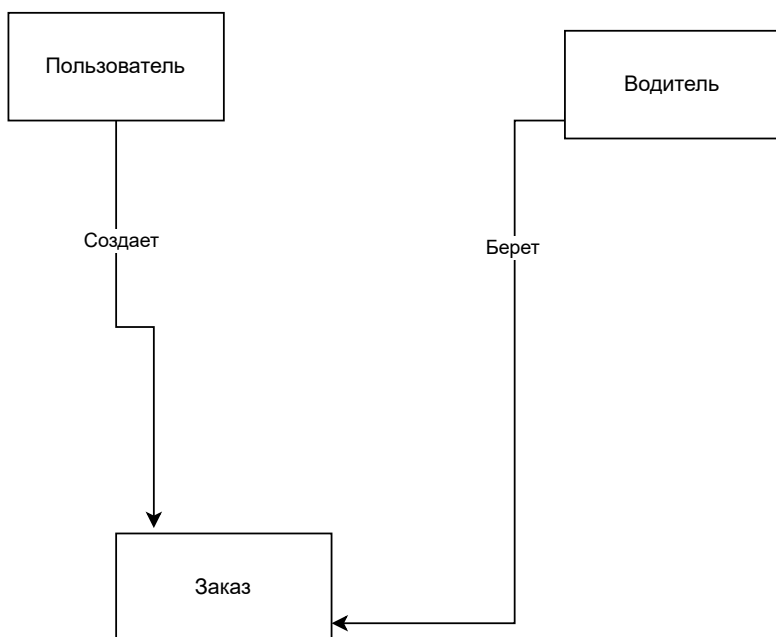 Пользователь
Водитель
Создает
Берет
Заказ